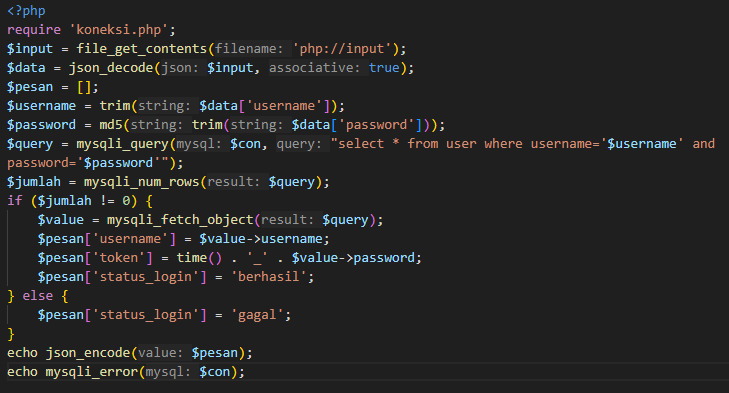 <?php
require 'koneksi.php';
$input = file_get_contents(filename: 'php://input');
$data = json_decode(json: $input, associative: true);
$pesan = [];
$username = trim(string: $data['username']);
$password = md5(string: trim(string: $data['password']));
$query = mysqli_query(mysql: $con, query: "select * from user where username='$username' and
password='$password'");
$jumlah = mysqli_num_rows(result: $query);
if ($jumlah != 0) {
    $value = mysqli_fetch_object(result: $query);
    $pesan['username'] = $value->username;
    $pesan['token'] = time() . '_' . $value->password;
    $pesan['status_login'] = 'berhasil';
} else {
    $pesan['status_login'] = 'gagal';
}
echo json_encode(value: $pesan);
echo mysqli_error(mysql: $con);